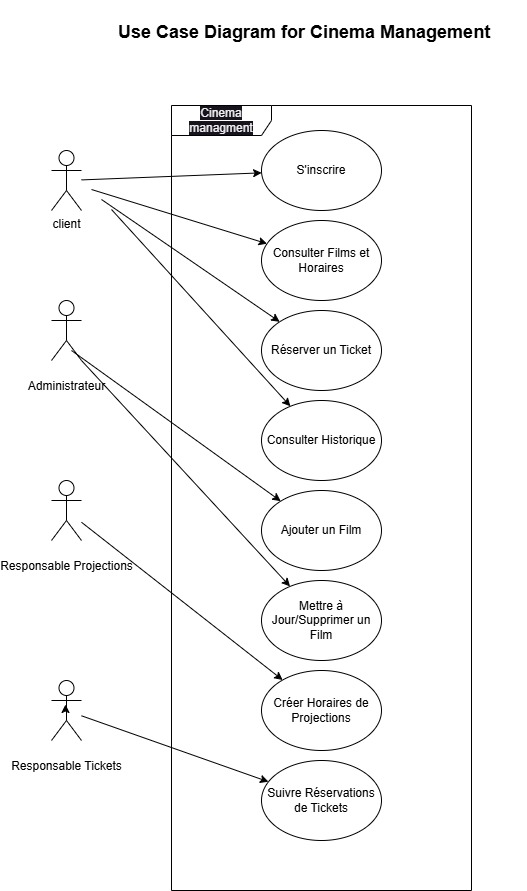 Use Case Diagram for Cinema Management
Cinema
managment
S'inscrire
client
Consulter Films et
Horaires
Réserver un Ticket
Administrateur
Consulter Historique
Ajouter un Film
Responsable Projections
Mettre à
Jour/Supprimer un
Film
Créer Horaires de
Projections
Responsable Tickets
Suivre Réservations
de Tickets